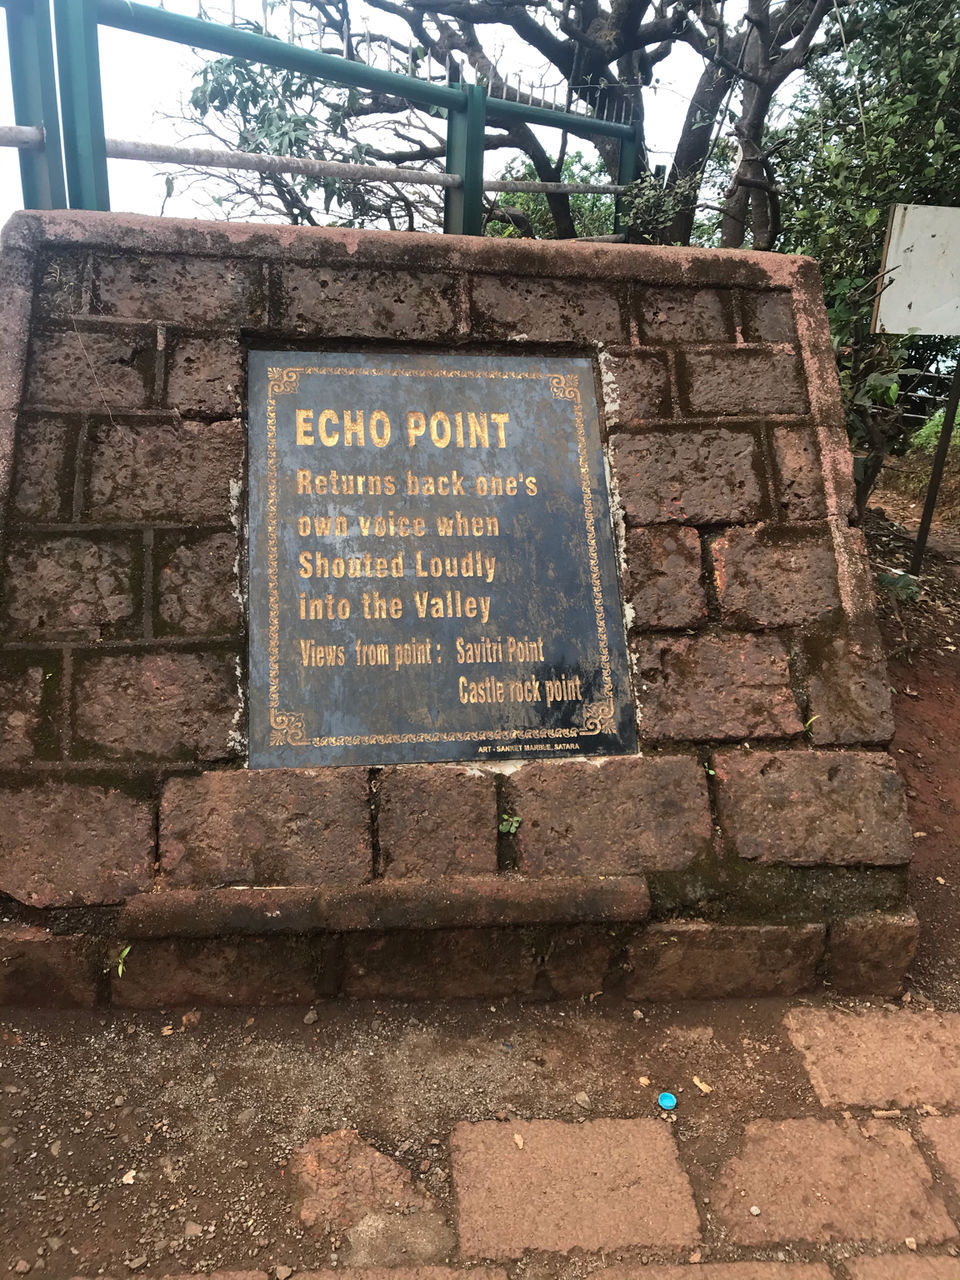 ECHO POINT
Returns back one's
own voice when
Shouted Loudly
into the Valley
Views from point : Savitri Point
Castle rock point
ART - SANKET MARBLE, SATARA